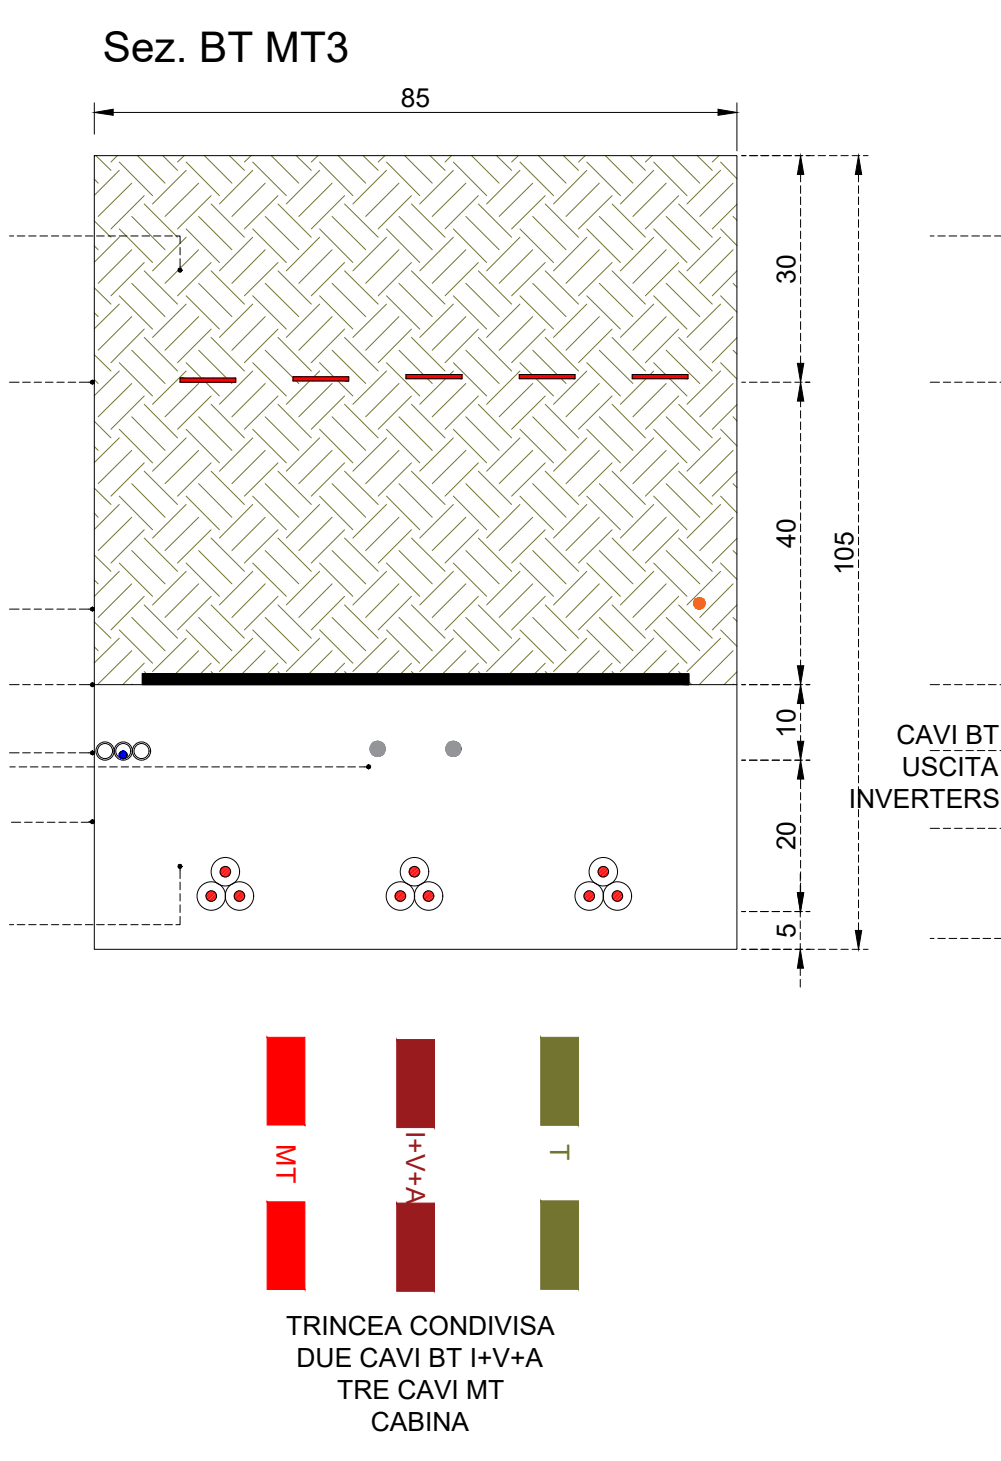 Sez. BT MT3
85
30
40
105
10
CAVI BT
USCITA
INVERTERS
20
5
MT
I+V+A
T
TRINCEA CONDIVISA
DUE CAVI BT I+V+A
TRE CAVI MT
CABINA